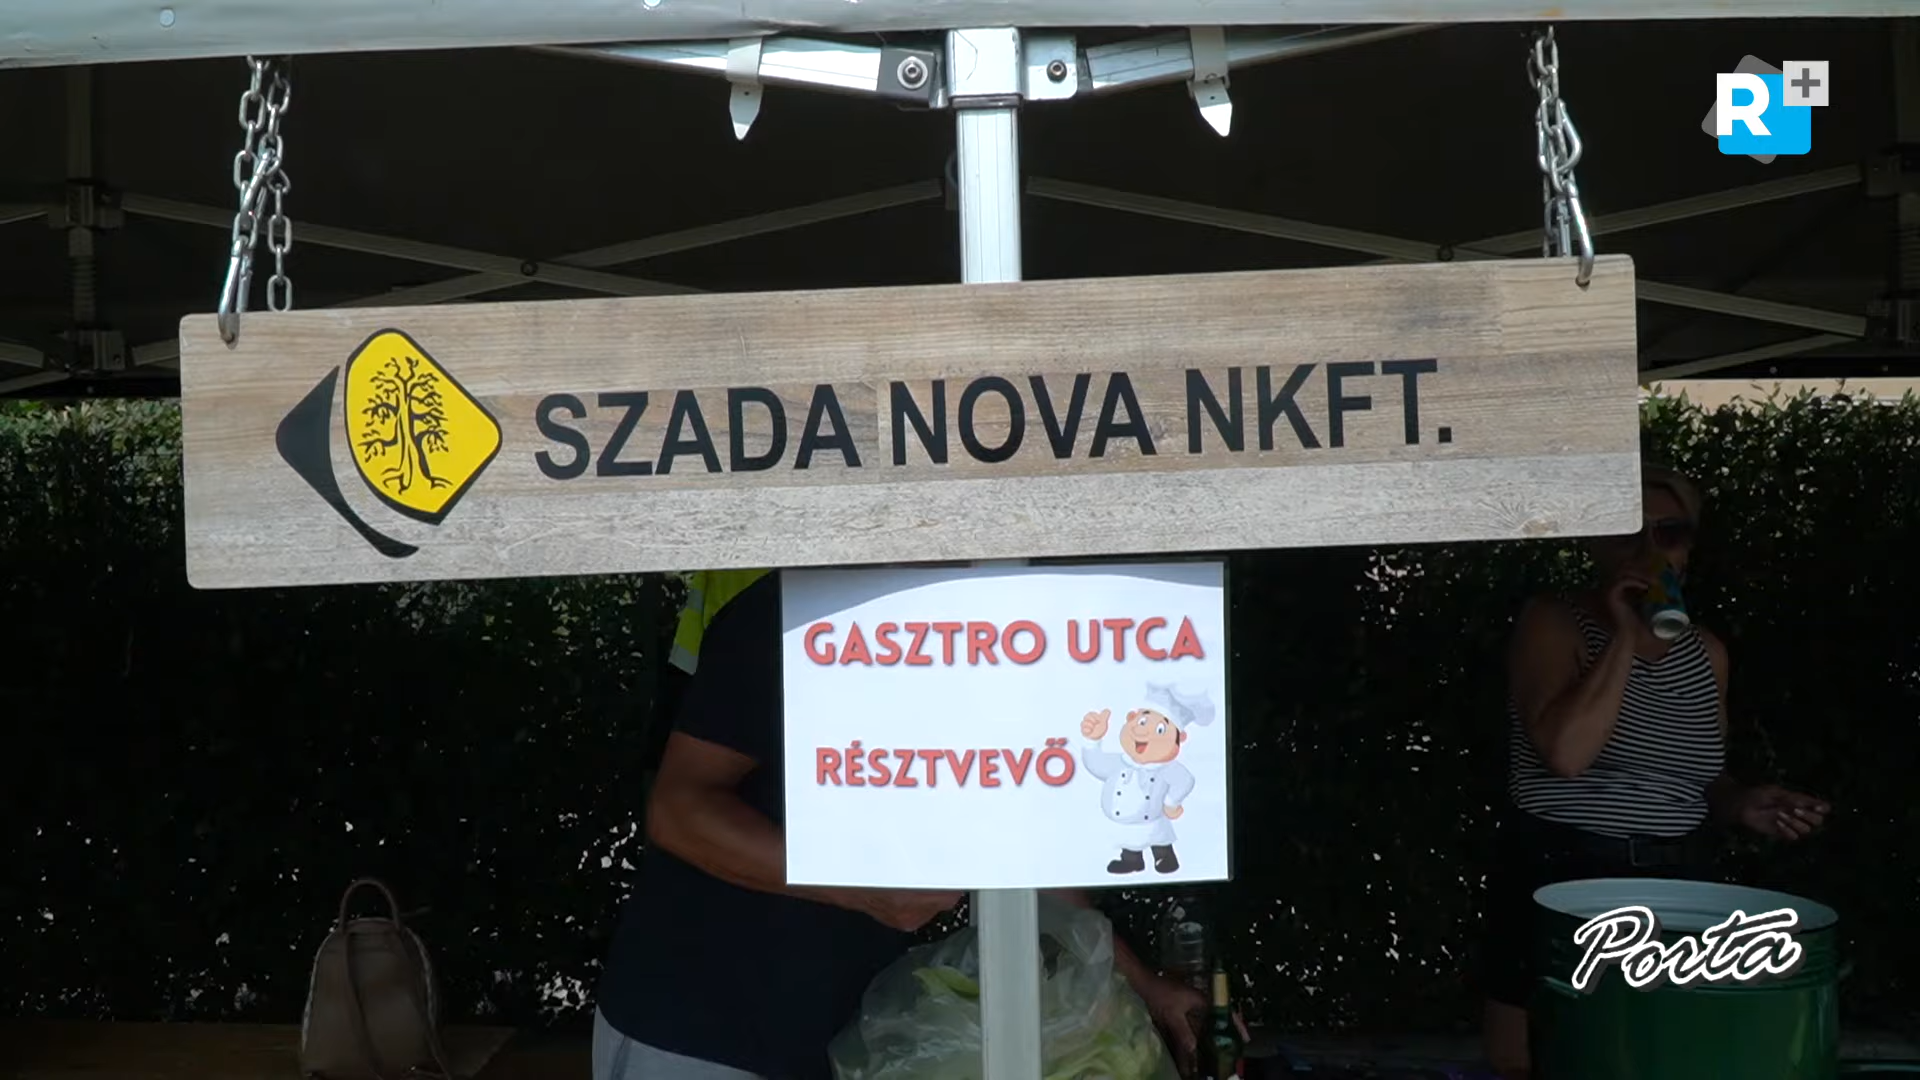 R+
SZADA NOVA NKFT.
GASZTRO UTCA
RÉSZTVEVŐ
Porta